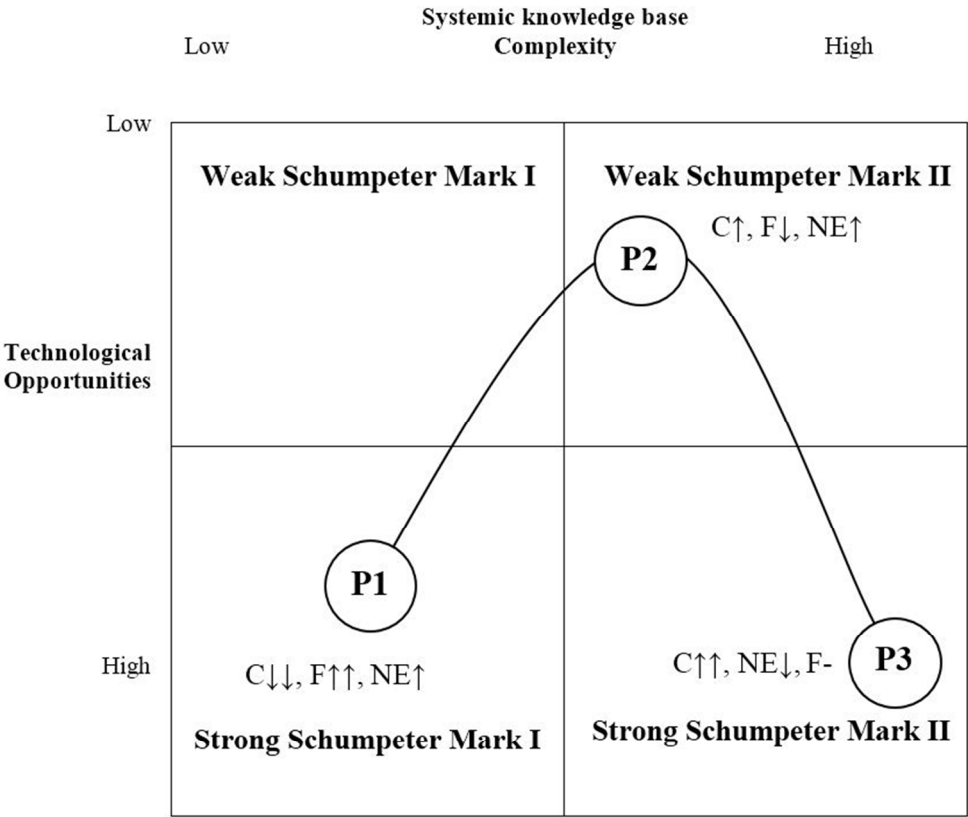 Systemic knowledge base
Low Complexity High
Low
Weak Schumpeter Mark I Weak Schumpeter Mark II
C↑, F↓, NE↑
P2
Technological
Opportunities
P1
High
C↓↓, F↑↑, NE↑
C↑↑, NE↓, F-
P3
Strong Schumpeter Mark I Strong Schumpeter Mark II